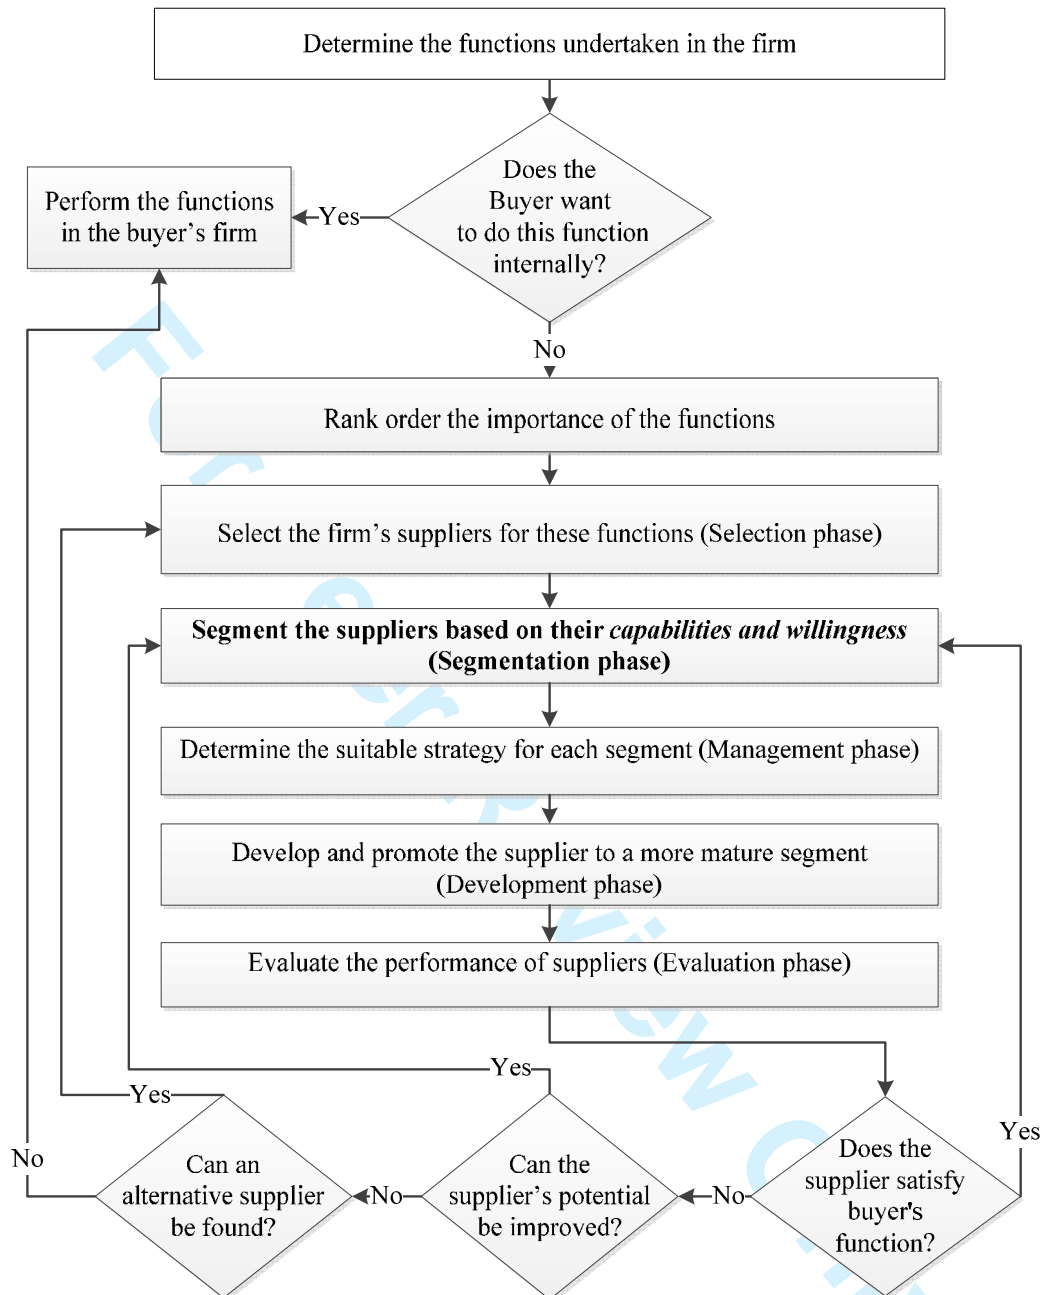 Determine the functions undertaken in the firm
Does the
Buyer want
to do this function
internally?
Yes
Perform the functions
in the buyer’s firm
No
Rank order the importance of the functions
Select the firm’s suppliers for these functions (Selection phase)
Segment the suppliers based on their capabilities and willingness
(Segmentation phase)
Determine the suitable strategy for each segment (Management phase)
Develop and promote the supplier to a more mature segment
(Development phase)
Evaluate the performance of suppliers (Evaluation phase)
Yes
Yes
No
Can an
alternative supplier
be found?
No
Can the
supplier’s potential
be improved?
No
Does the
supplier satisfy
buyer's
function?
Yes
For Peer Review